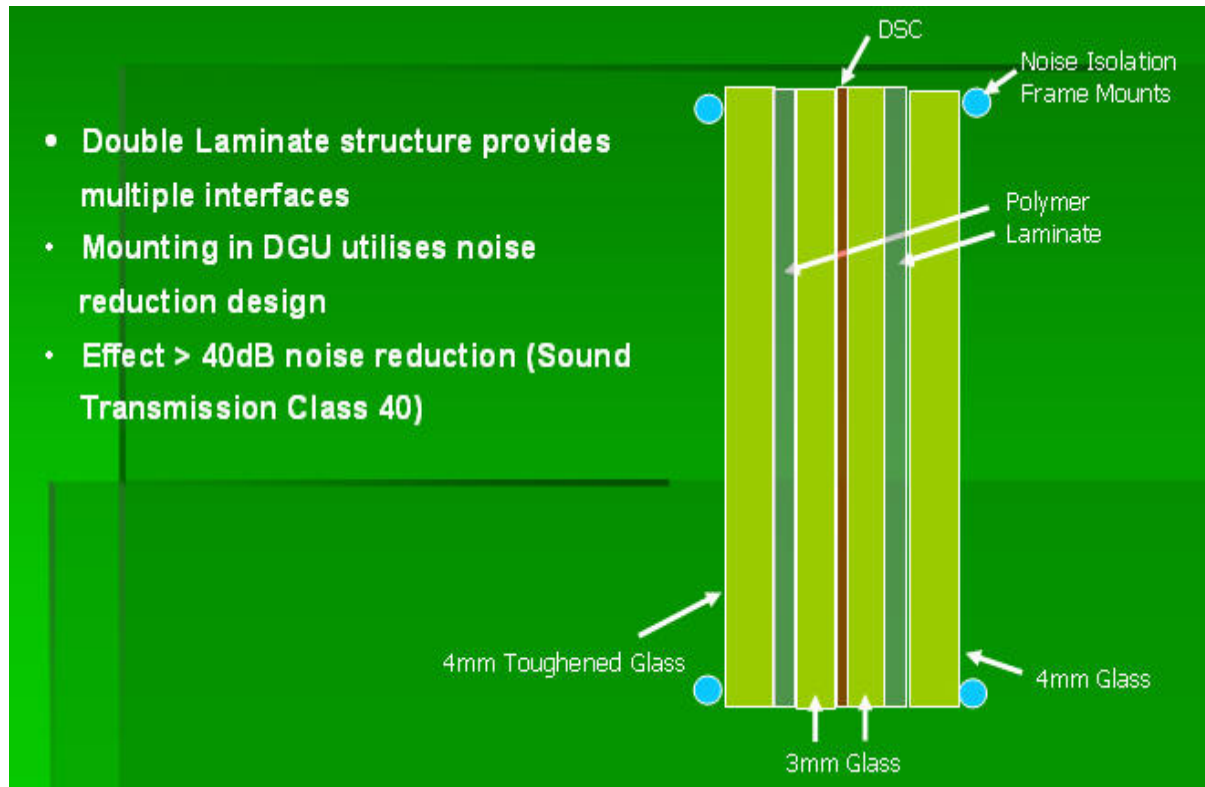 • Double Laminate structure provides
multiple interfaces
• Mounting in DGU utilises noise
reduction design
• Effect > 40dB noise reduction (Sound
Transmission Class 40)
DSC
Noise Isolation
Frame Mounts
Polymer
Laminate
4mm Toughened Glass
4mm Glass
3mm Glass